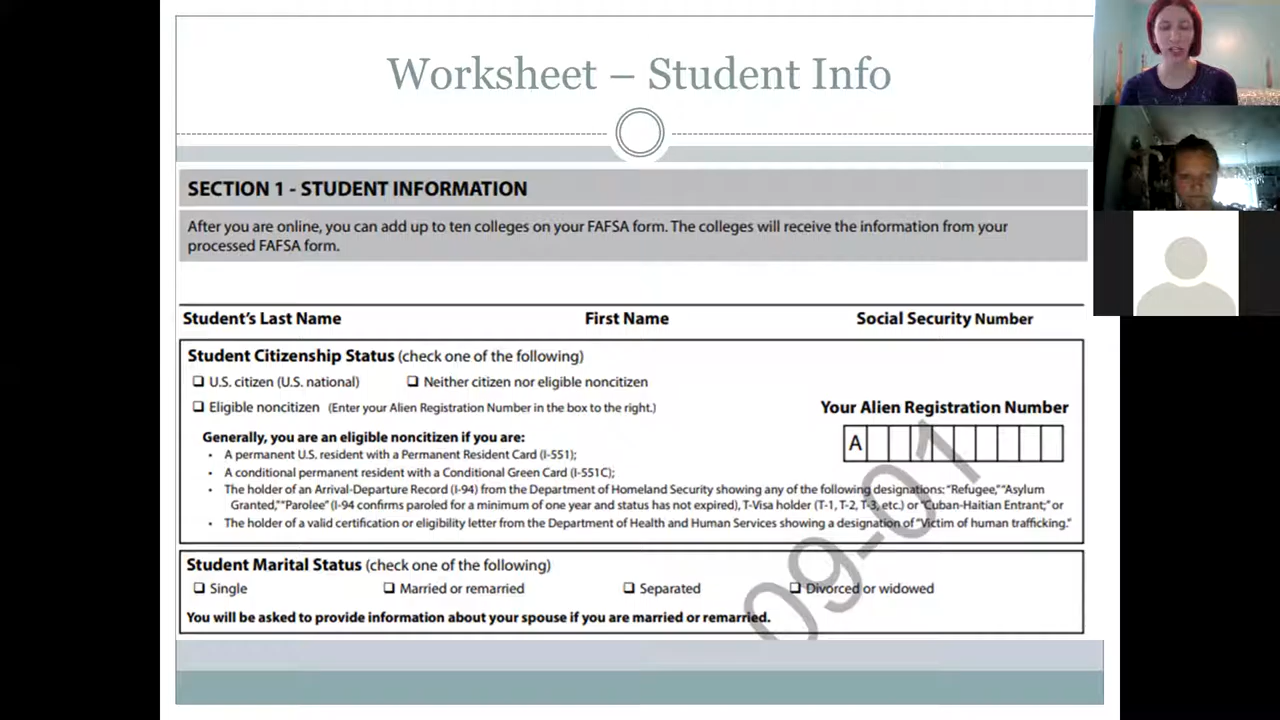 Worksheet – Student Info
SECTION 1 - STUDENT INFORMATION
After you are online, you can add up to ten colleges on your FAFSA form. The colleges will receive the information from your
processed FAFSA form.
Student's Last Name First Name Social Security Number
Student Citizenship Status (check one of the following)
❑ U.S. citizen (U.S. national) ❑ Neither citizen nor eligible noncitizen
❑ Eligible noncitizen (Enter your Alien Registration Number in the box to the right.)
Your Alien Registration Number
A
Generally, you are an eligible noncitizen if you are:
• A permanent U.S. resident with a Permanent Resident Card (I-551);
• A conditional permanent resident with a Conditional Green Card (I-551C);
• The holder of an Arrival-Departure Record (I-94) from the Department of Homeland Security showing any of the following designations: "Refugee," "Asylum
Granted," "Parolee" (I-94 confirms paroled for a minimum of one year and status has not expired), T-Visa holder (T-1, T-2, T-3, etc.) or "Cuban-Haitian Entrant;" or
• The holder of a valid certification or eligibility letter from the Department of Health and Human Services showing a designation of "Victim of human trafficking."
Student Marital Status (check one of the following)
❑ Single ❑ Married or remarried ❑ Separated ❑ Divorced or widowed
You will be asked to provide information about your spouse if you are married or remarried.
09-01